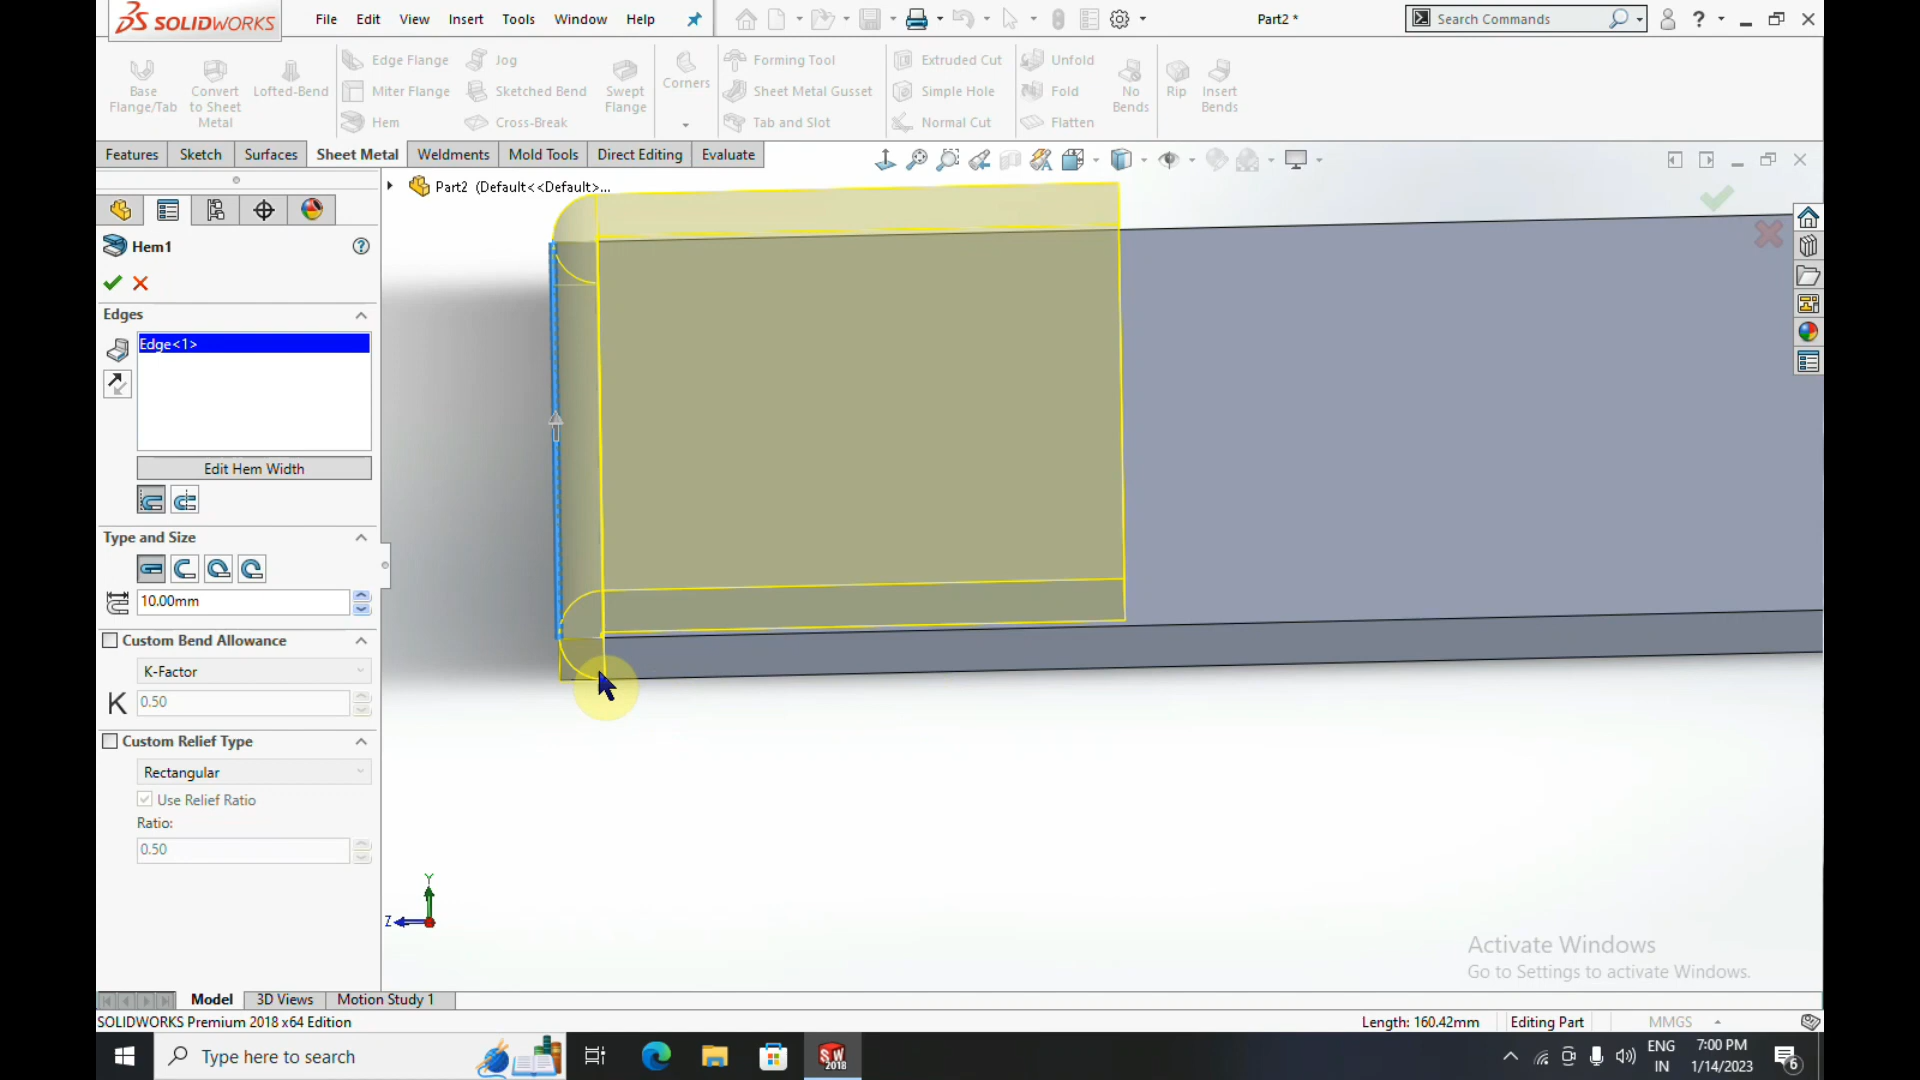 SOLIDWORKS File Edit View Insert Tools Window Help Part2 * Search Commands ?
Base Flange/Tab
Convert to Sheet Metal
Lofted-Bend
Edge Flange
Miter Flange
Hem
Jog
Sketched Bend
Cross-Break
Swept Flange
Corners
Forming Tool
Sheet Metal Gusset
Tab and Slot
Extruded Cut
Simple Hole
Normal Cut
Unfold
Fold
Flatten
No Bends
Rip
Insert Bends
Features Sketch Surfaces Sheet Metal Weldments Mold Tools Direct Editing Evaluate
Part2 (Default<<Default>...
Hem1
Edges
Edge<1>
Edit Hem Width
Type and Size
10.00mm
Custom Bend Allowance
K-Factor
K 0.50
Custom Relief Type
Rectangular
Use Relief Ratio
Ratio:
0.50
Y
Z
Activate Windows
Go to Settings to activate Windows.
Model 3D Views Motion Study 1
SOLIDWORKS Premium 2018 x64 Edition Length: 160.42mm Editing Part MMGS
Type here to search
SW
2018
ENG
IN
7:00 PM
1/14/2023
6